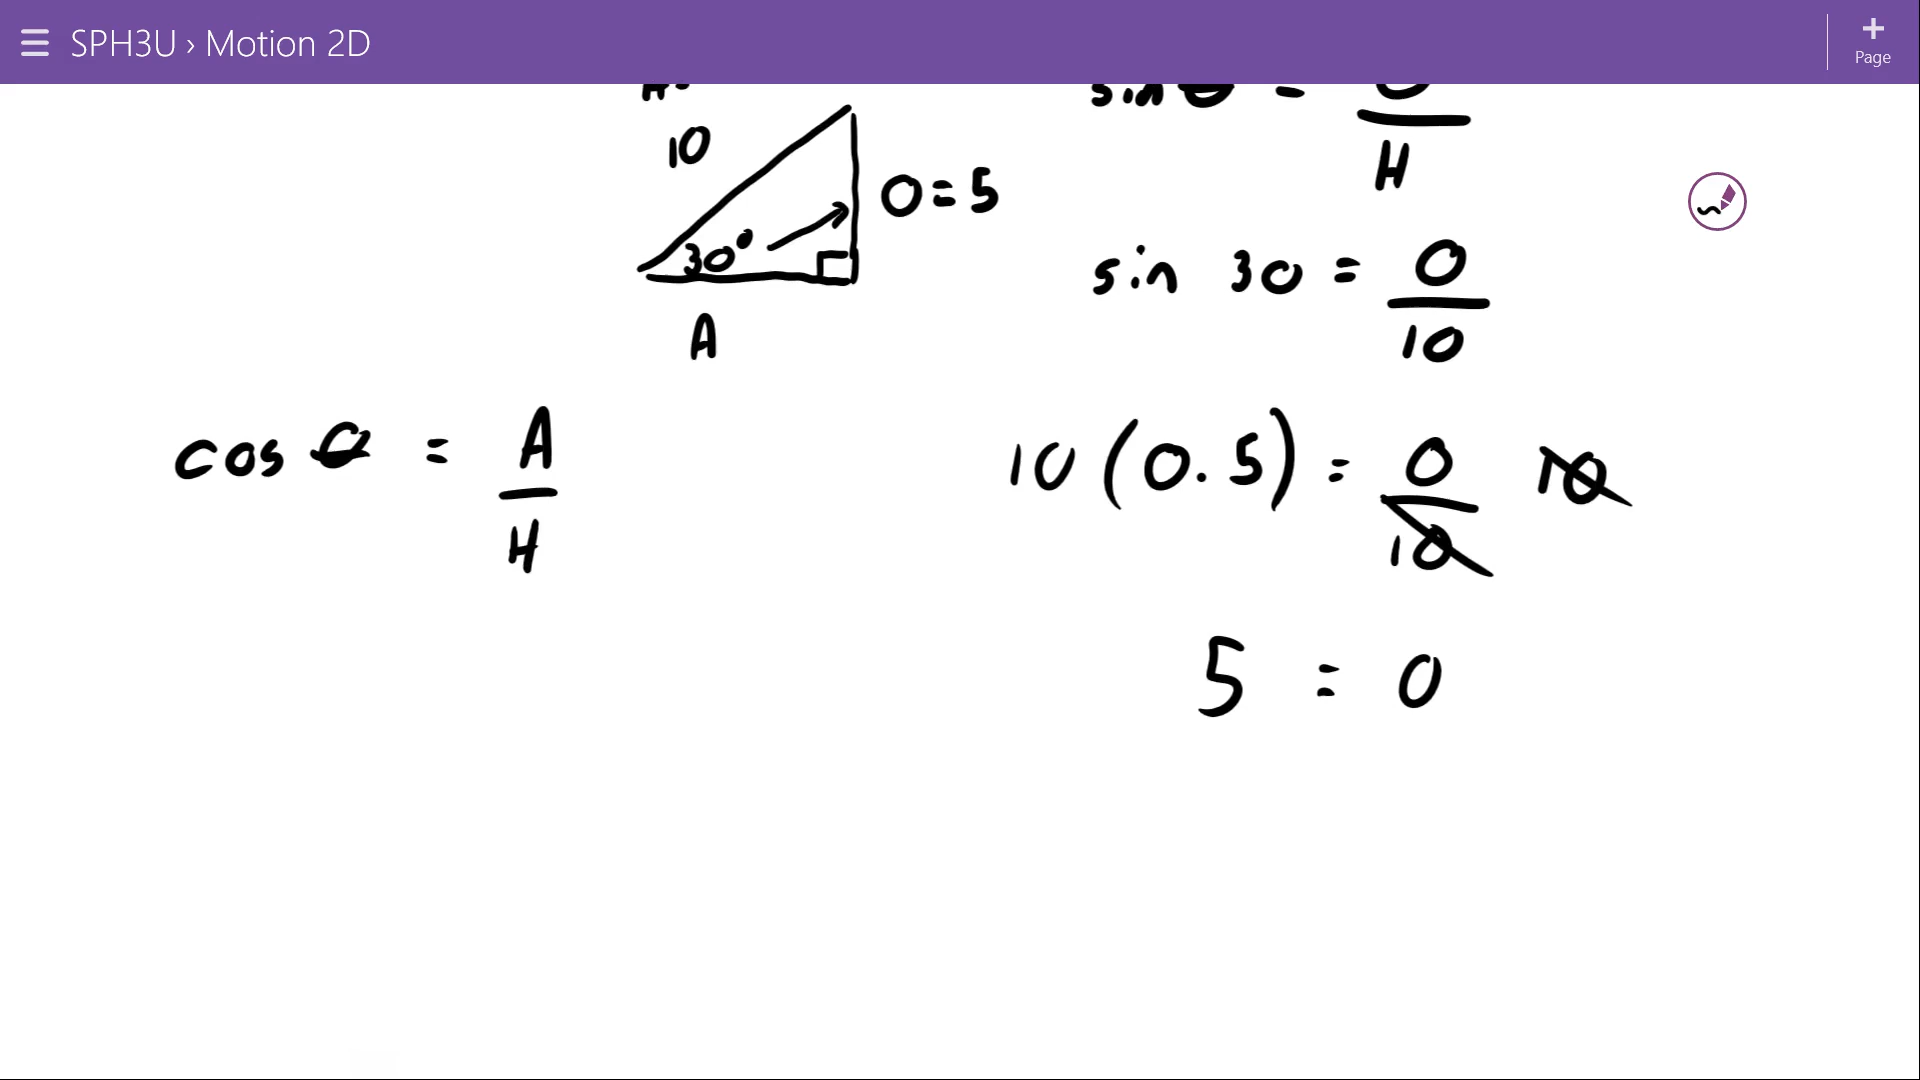 SPH3U › Motion 2D
Page
10
O = 5
30°
A
sin θ = O / H
sin 30 = O / 10
cos θ = A / H
10 (0.5) = O / 10 10
5 = O